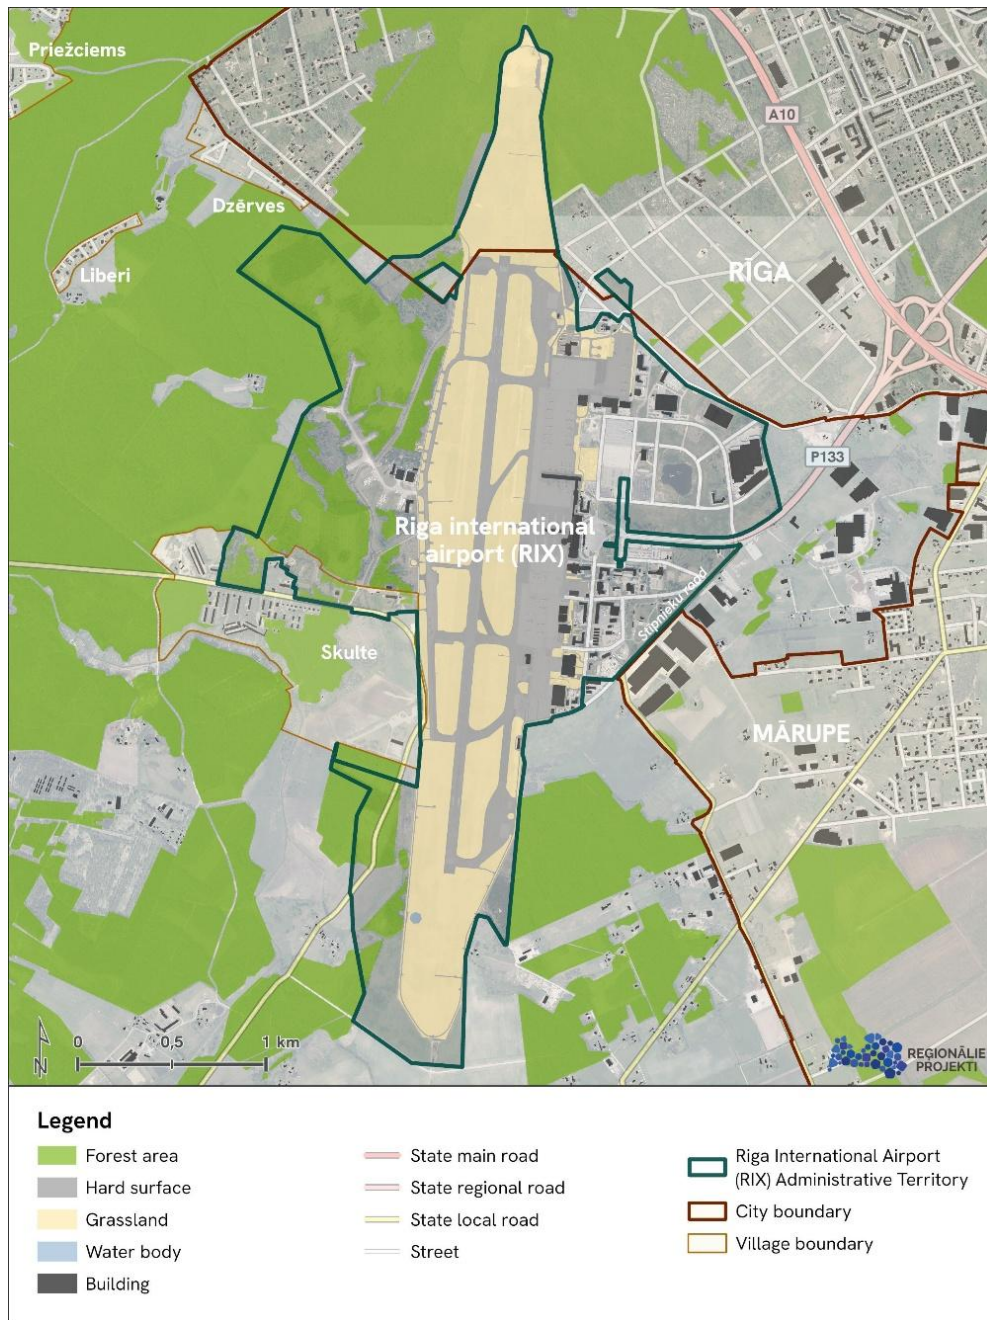 Priežciems
A10
Dzērves
Liberi
RĪGA
P133
Riga international
airport (RIX)
Stipnieku road
Skulte
MĀRUPE
N
0
0,5
1 km
REĢIONĀLIE
PROJEKTI
Legend
Forest area
Hard surface
Grassland
Water body
Building
State main road
State regional road
State local road
Street
Riga International Airport
(RIX) Administrative Territory
City boundary
Village boundary